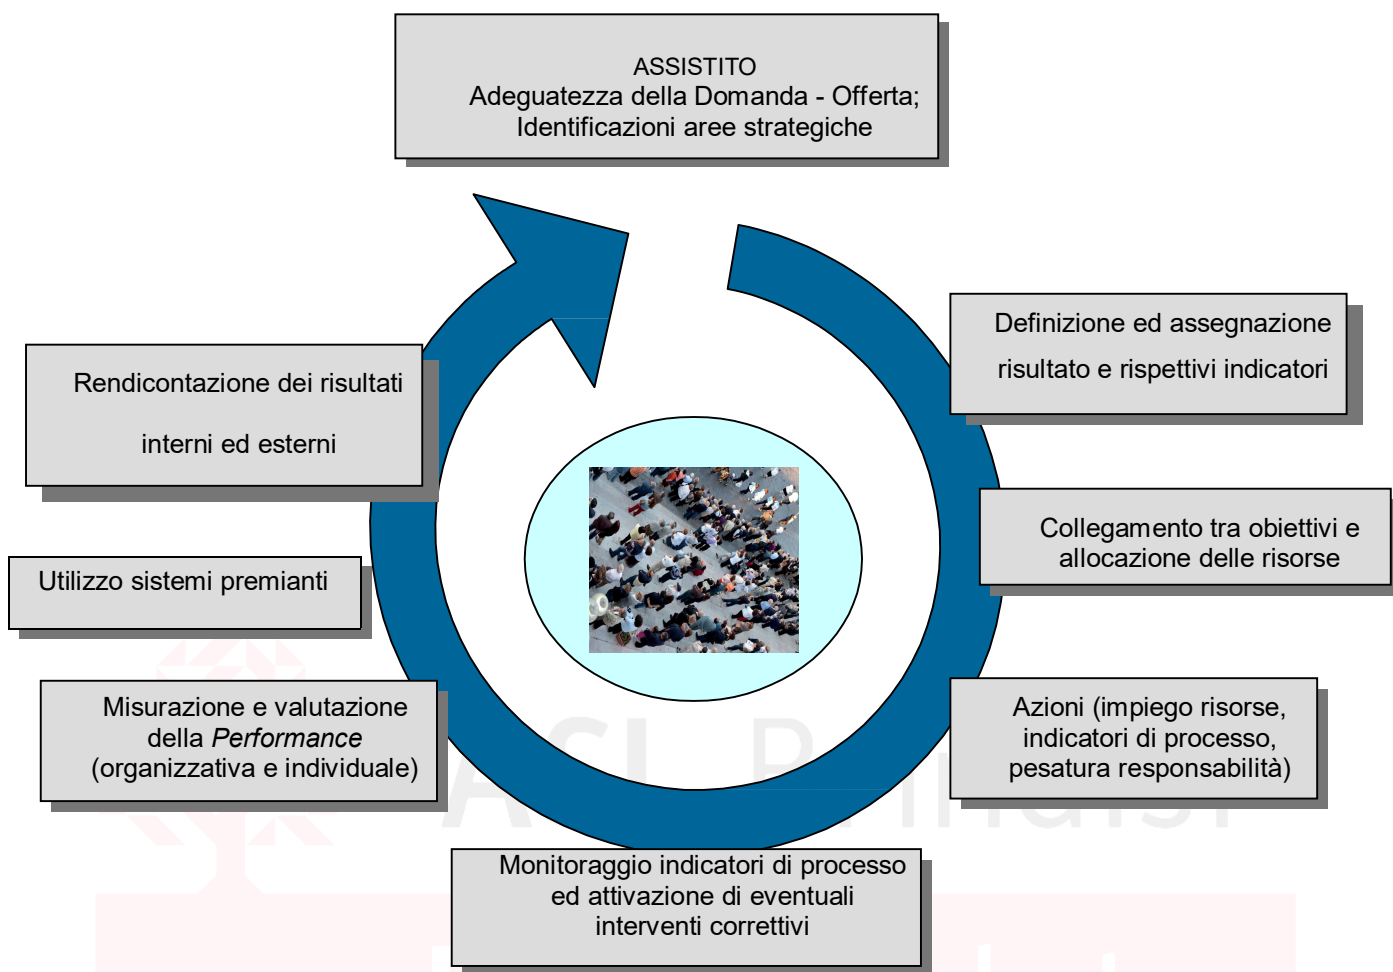 ASSISTITO
Adeguatezza della Domanda - Offerta;
Identificazioni aree strategiche
Definizione ed assegnazione
risultato e rispettivi indicatori
Collegamento tra obiettivi e
allocazione delle risorse
Azioni (impiego risorse,
indicatori di processo,
pesatura responsabilità)
Monitoraggio indicatori di processo
ed attivazione di eventuali
interventi correttivi
Misurazione e valutazione
della Performance
(organizzativa e individuale)
Utilizzo sistemi premianti
Rendicontazione dei risultati
interni ed esterni
ASL Brindisi